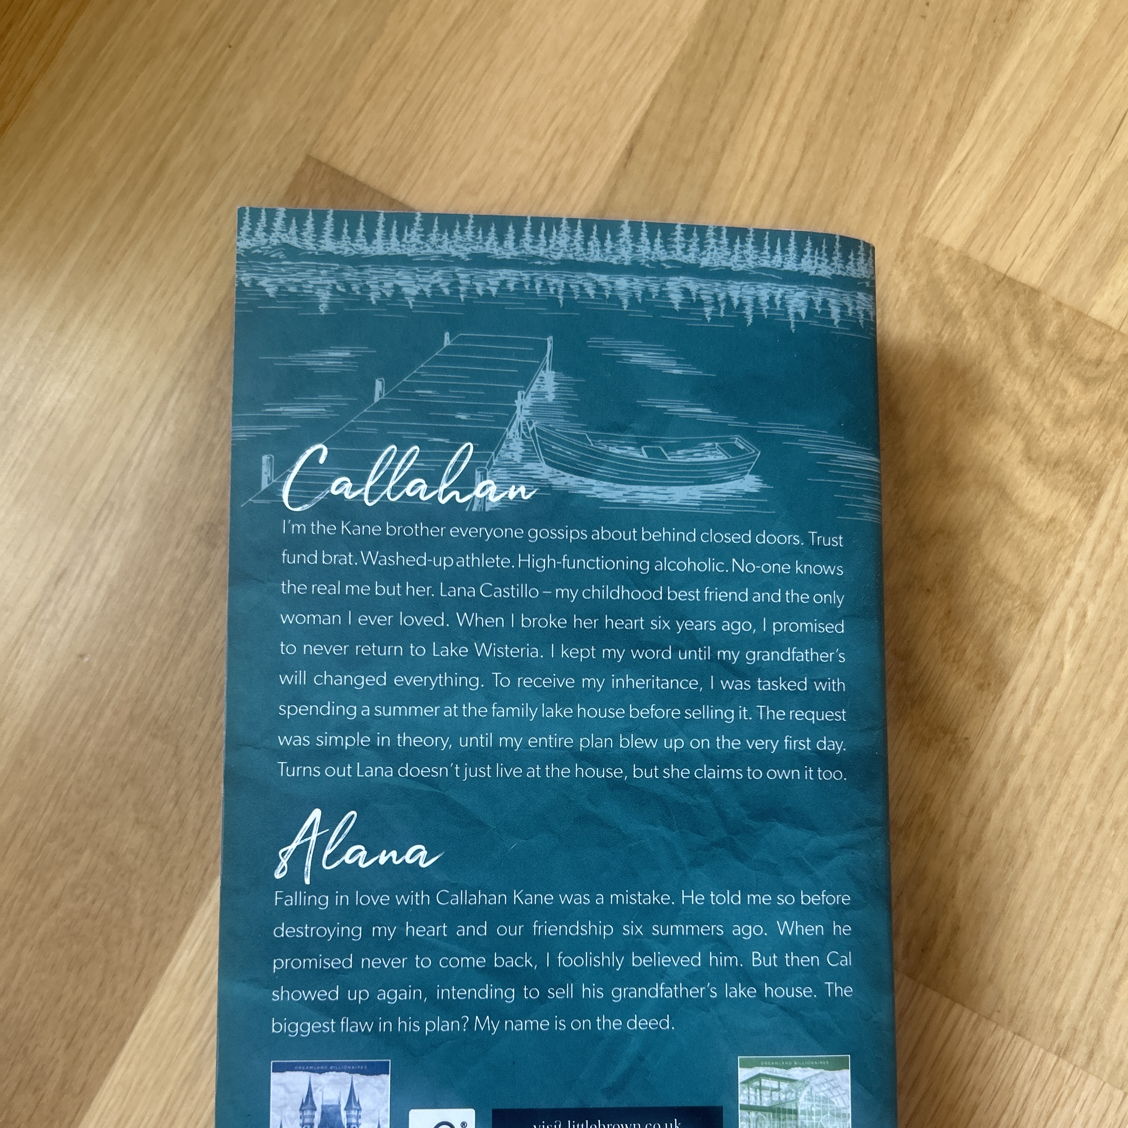 Callahan
I'm the Kane brother everyone gossips about behind closed doors. Trust
fund brat. Washed-up athlete. High-functioning alcoholic. No-one knows
the real me but her. Lana Castillo – my childhood best friend and the only
woman I ever loved. When I broke her heart six years ago, I promised
to never return to Lake Wisteria. I kept my word until my grandfather's
will changed everything. To receive my inheritance, I was tasked with
spending a summer at the family lake house before selling it. The request
was simple in theory, until my entire plan blew up on the very first day.
Turns out Lana doesn't just live at the house, but she claims to own it too.
Alana
Falling in love with Callahan Kane was a mistake. He told me so before
destroying my heart and our friendship six summers ago. When he
promised never to come back, I foolishly believed him. But then Cal
showed up again, intending to sell his grandfather's lake house. The
biggest flaw in his plan? My name is on the deed.
DREAMLAND BILLIONAIRES
DREAMLAND BILLIONAIRES
visit littlebrown.co.uk